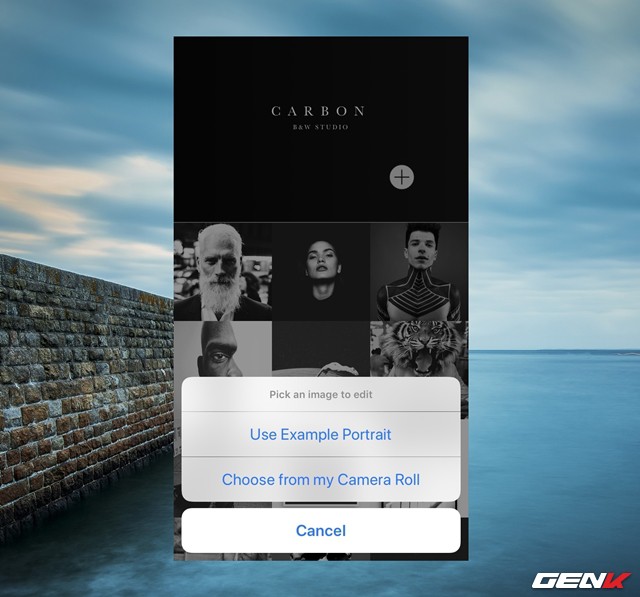 CARBON
B&W STUDIO
Pick an image to edit
Use Example Portrait
Choose from my Camera Roll
Cancel
GENK